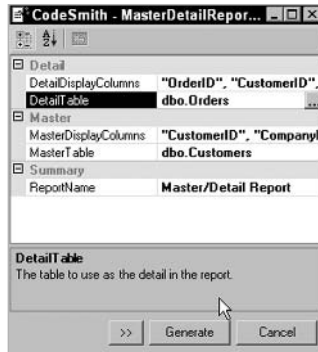 CodeSmith - MasterDetailRepor...
Detail
DetailDisplayColumns "OrderID", "CustomerID",
DetailTable dbo.Orders ...
Master
MasterDisplayColumns "CustomerID", "Company
MasterTable dbo.Customers
Summary
ReportName Master/Detail Report
DetailTable
The table to use as the detail in the report.
>> Generate Cancel